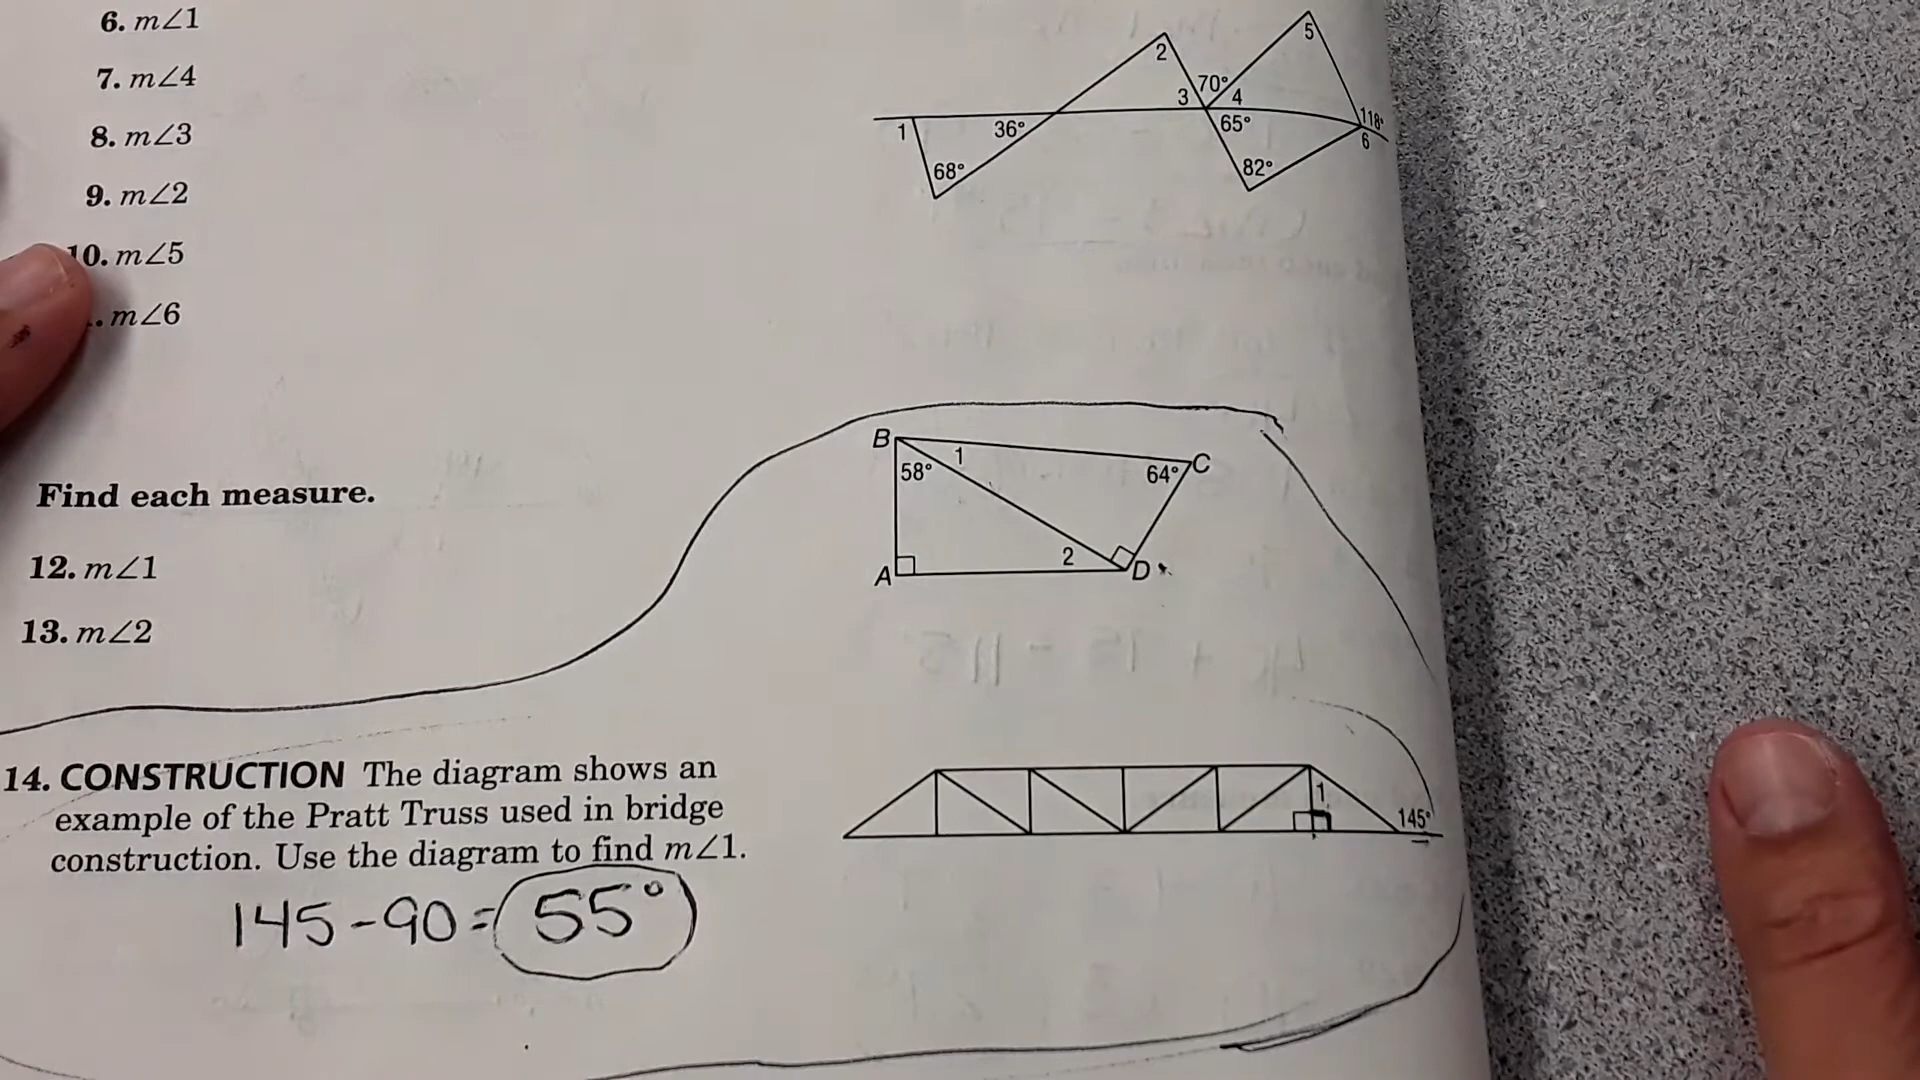 6. m∠1
7. m∠4
8. m∠3
9. m∠2
10. m∠5
. m∠6
1
36°
68°
2
3
70°
4
65°
82°
5
118°
6
Find each measure.
12. m∠1
13. m∠2
B
1
58°
64°
C
A
2
D
14. CONSTRUCTION The diagram shows an
example of the Pratt Truss used in bridge
construction. Use the diagram to find m∠1.
1
145°
145-90=55°